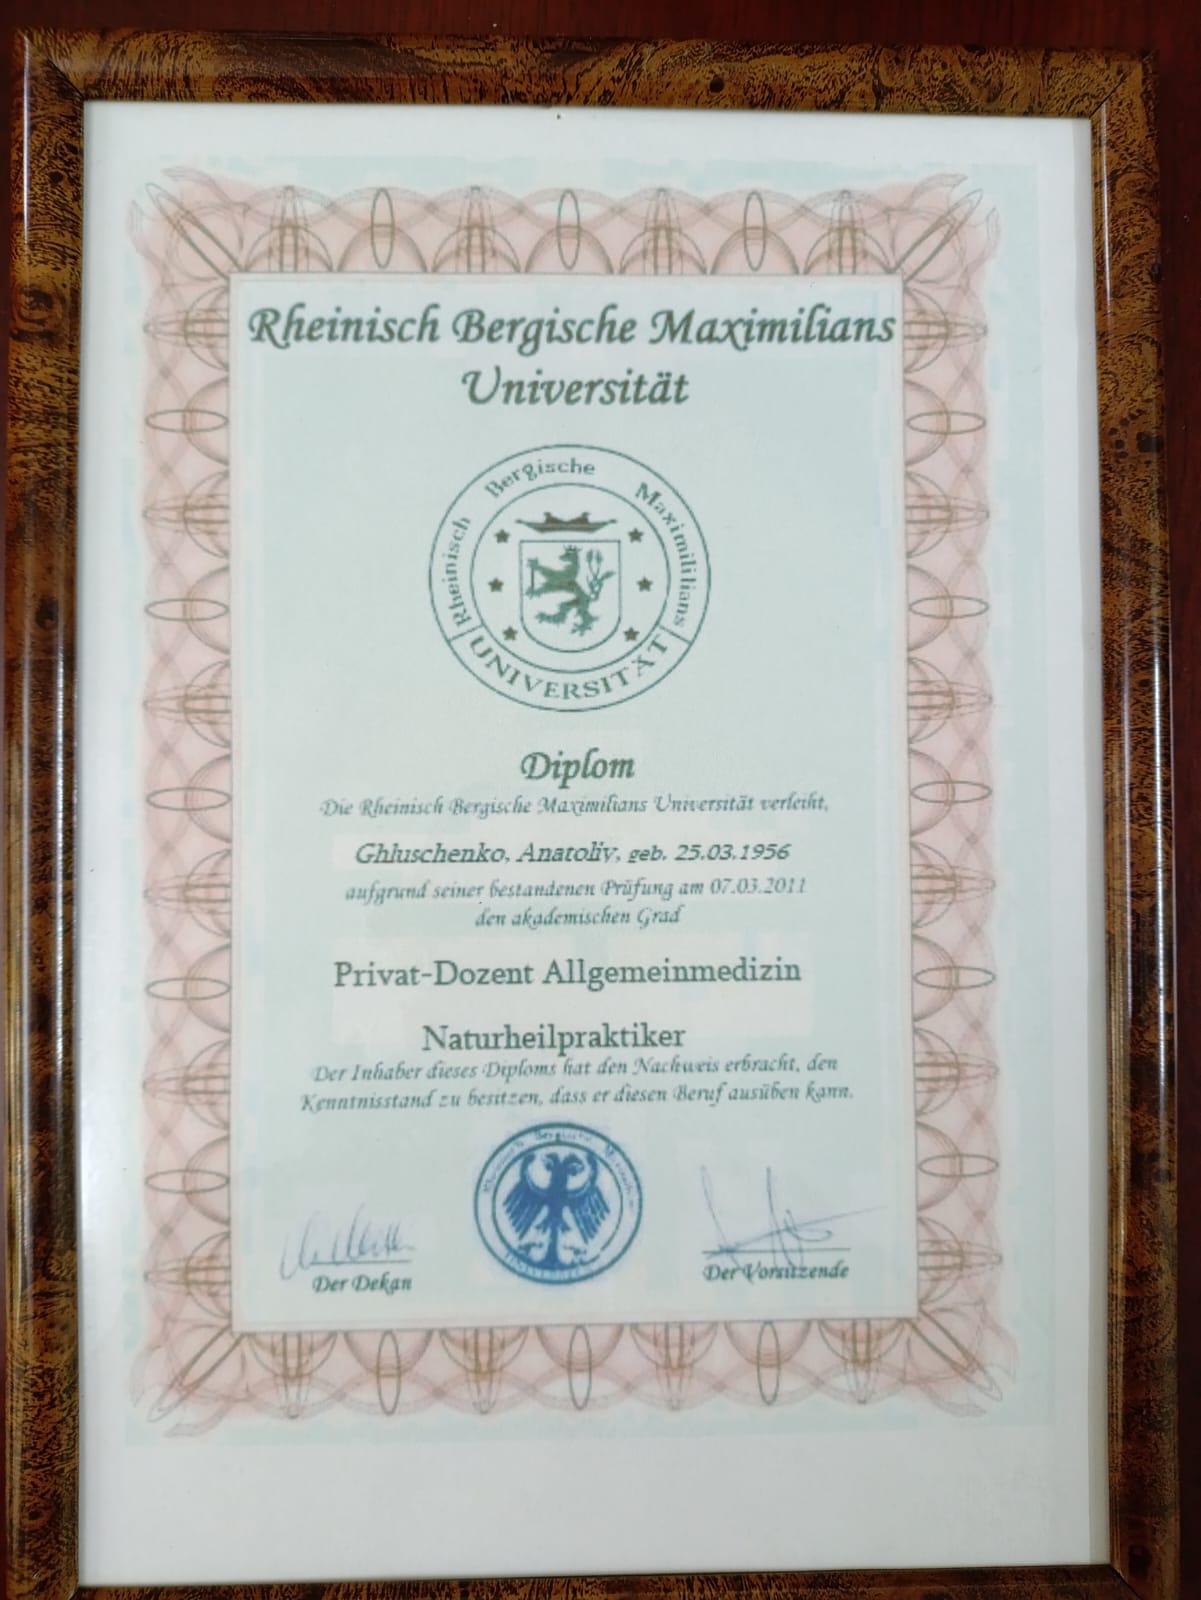 Rheinisch Bergische Maximilians
Universität
Rheinisch Bergische Maximililians
UNIVERSITÄT
Diplom
Die Rheinisch Bergische Maximilians Universität verleiht,
Ghluschenko, Anatoliy, geb. 25.03.1956
aufgrund seiner bestandenen Prüfung am 07.03.2011
den akademischen Grad
Privat-Dozent Allgemeinmedizin
Naturheilpraktiker
Der Inhaber dieses Diploms hat den Nachweis erbracht, den
Kenntnisstand zu besitzen, dass er diesen Beruf ausüben kann.
Der Dekan
Der Vorsitzende